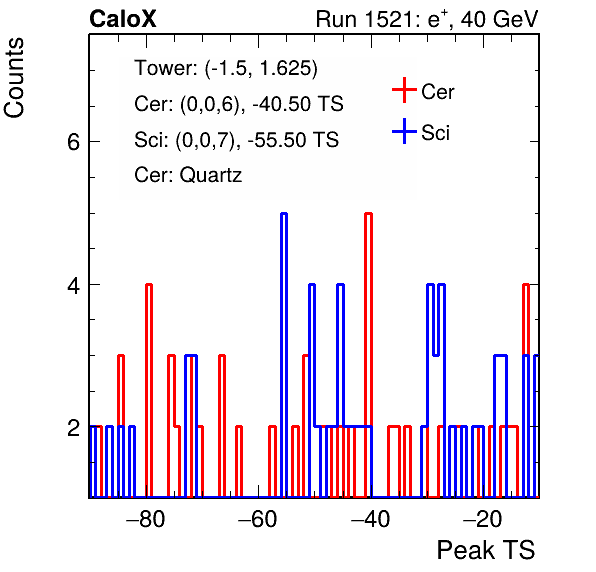 CaloX Run 1521: e+, 40 GeV
Counts
Tower: (-1.5, 1.625)
Cer: (0,0,6), -40.50 TS
Sci: (0,0,7), -55.50 TS
Cer: Quartz
Cer
Sci
6
4
2
−80 −60 −40 −20
Peak TS